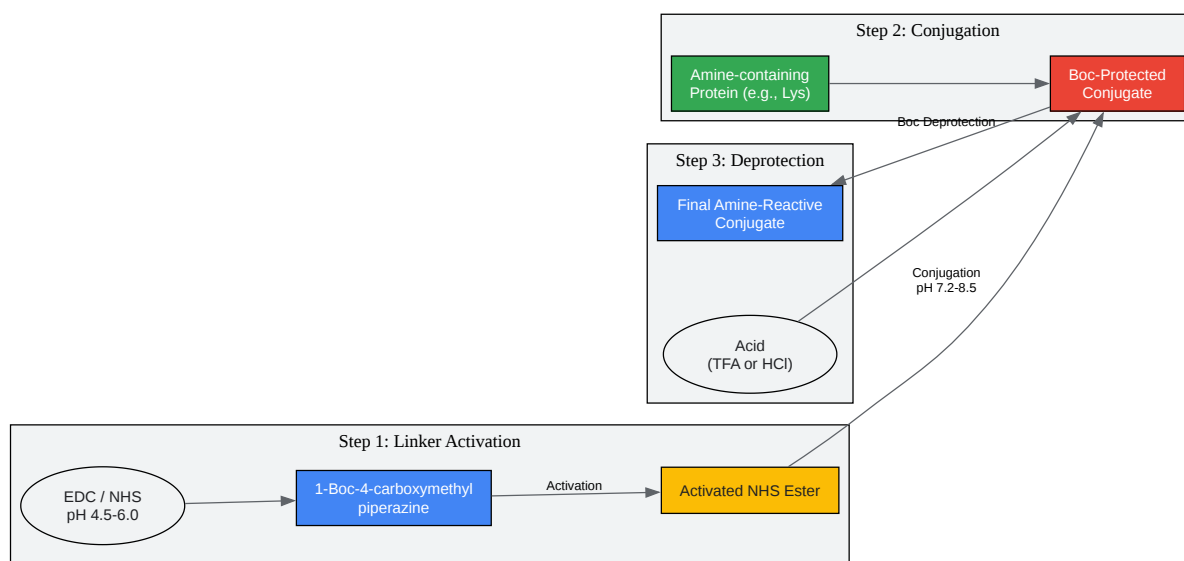 Step 2: Conjugation
Amine-containing
Protein (e.g., Lys)
Boc-Protected
Conjugate
Boc Deprotection
Step 3: Deprotection
Final Amine-Reactive
Conjugate
Conjugation
pH 7.2-8.5
Acid
(TFA or HCl)
Step 1: Linker Activation
EDC / NHS
pH 4.5-6.0
1-Boc-4-carboxymethyl
piperazine
Activation
Activated NHS Ester